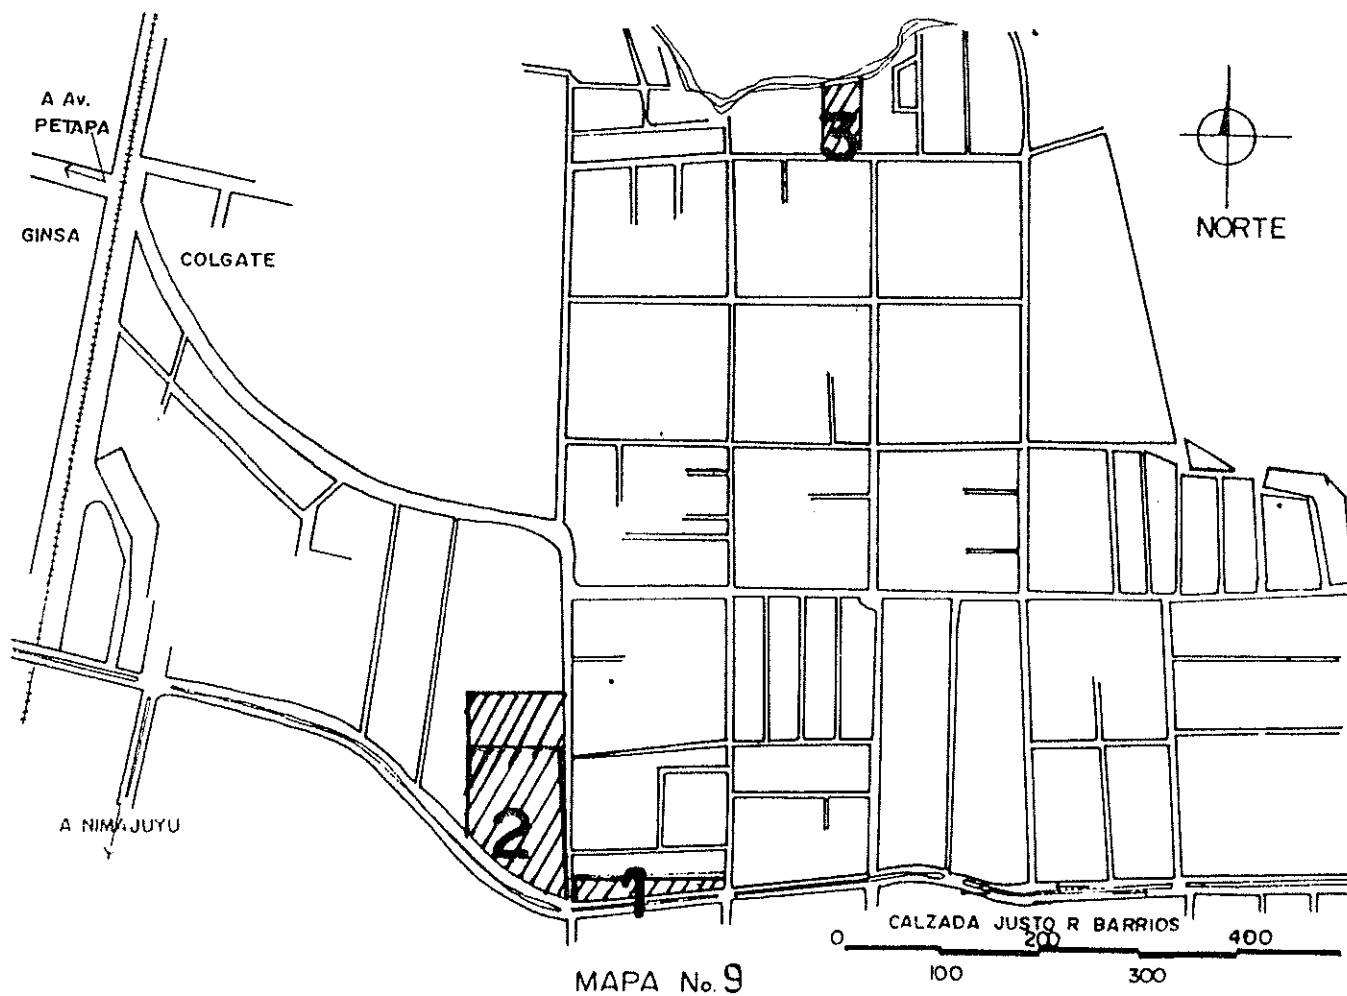 A Av.
PETAPA
GINSA
COLGATE
3
NORTE
A NIMAJUYU
2
1
CALZADA JUSTO R BARRIOS
0 200 400
100 300
MAPA No. 9